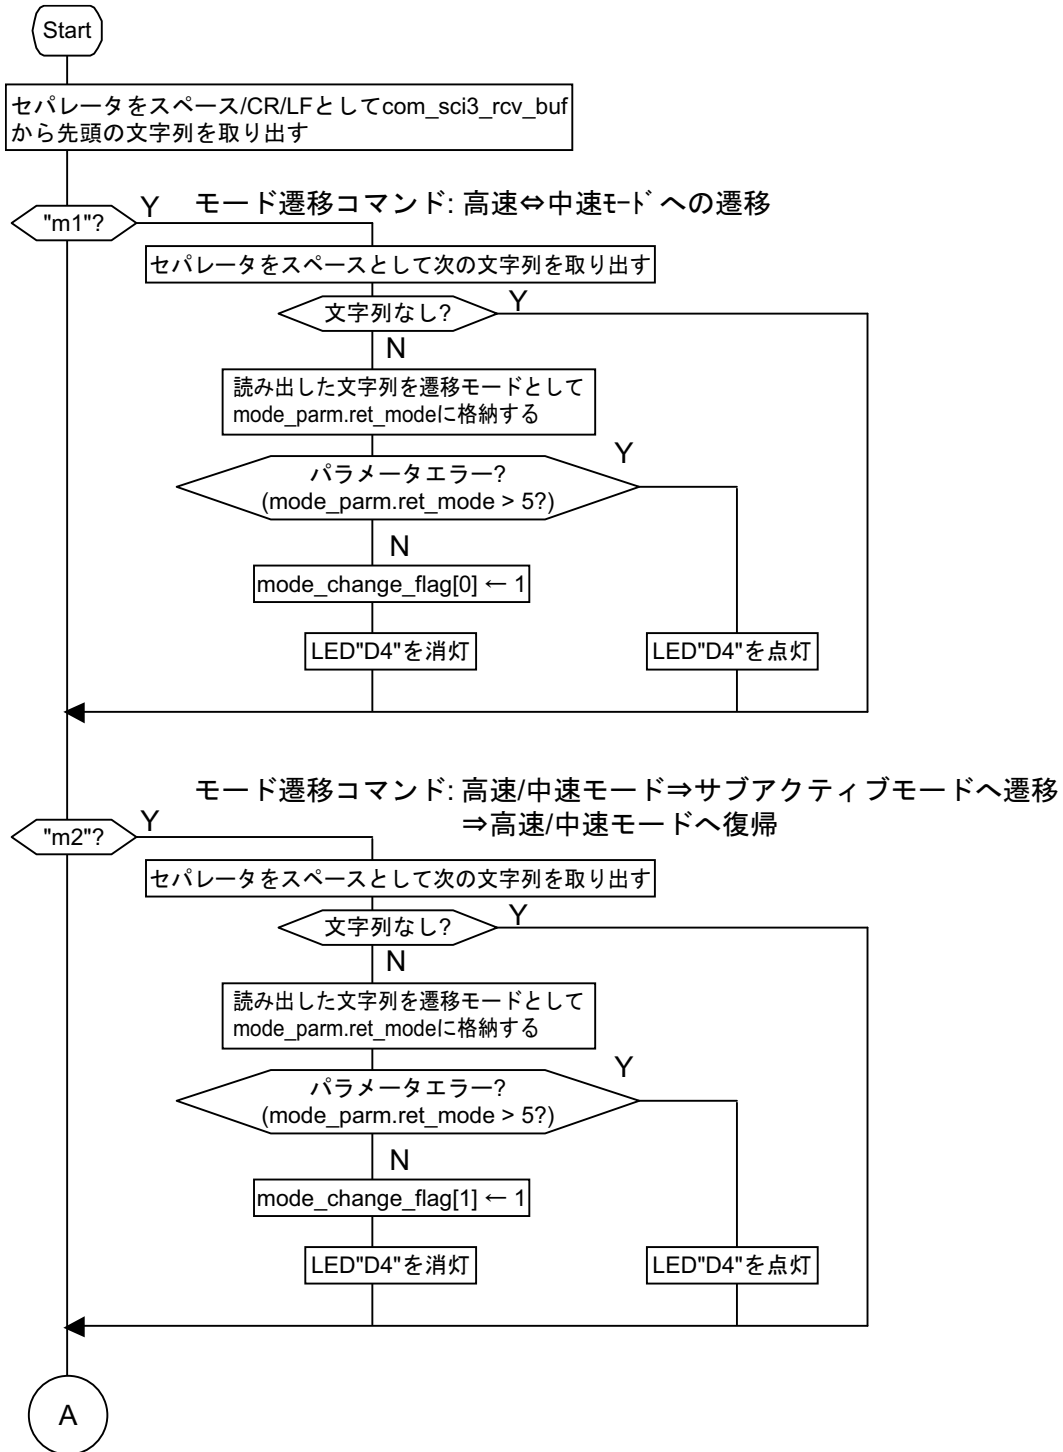 Start
セパレータをスペース/CR/LFとしてcom_sci3_rcv_buf
から先頭の文字列を取り出す
"m1"?
Y
モード遷移コマンド: 高速⇔中速ﾓｰﾄﾞへの遷移
セパレータをスペースとして次の文字列を取り出す
文字列なし?
Y
N
読み出した文字列を遷移モードとして
mode_parm.ret_modeに格納する
パラメータエラー?
(mode_parm.ret_mode > 5?)
Y
N
mode_change_flag[0] ← 1
LED"D4"を消灯
LED"D4"を点灯
モード遷移コマンド: 高速/中速モード⇒サブアクティブモードへ遷移
⇒高速/中速モードへ復帰
"m2"?
Y
セパレータをスペースとして次の文字列を取り出す
文字列なし?
Y
N
読み出した文字列を遷移モードとして
mode_parm.ret_modeに格納する
パラメータエラー?
(mode_parm.ret_mode > 5?)
Y
N
mode_change_flag[1] ← 1
LED"D4"を消灯
LED"D4"を点灯
A